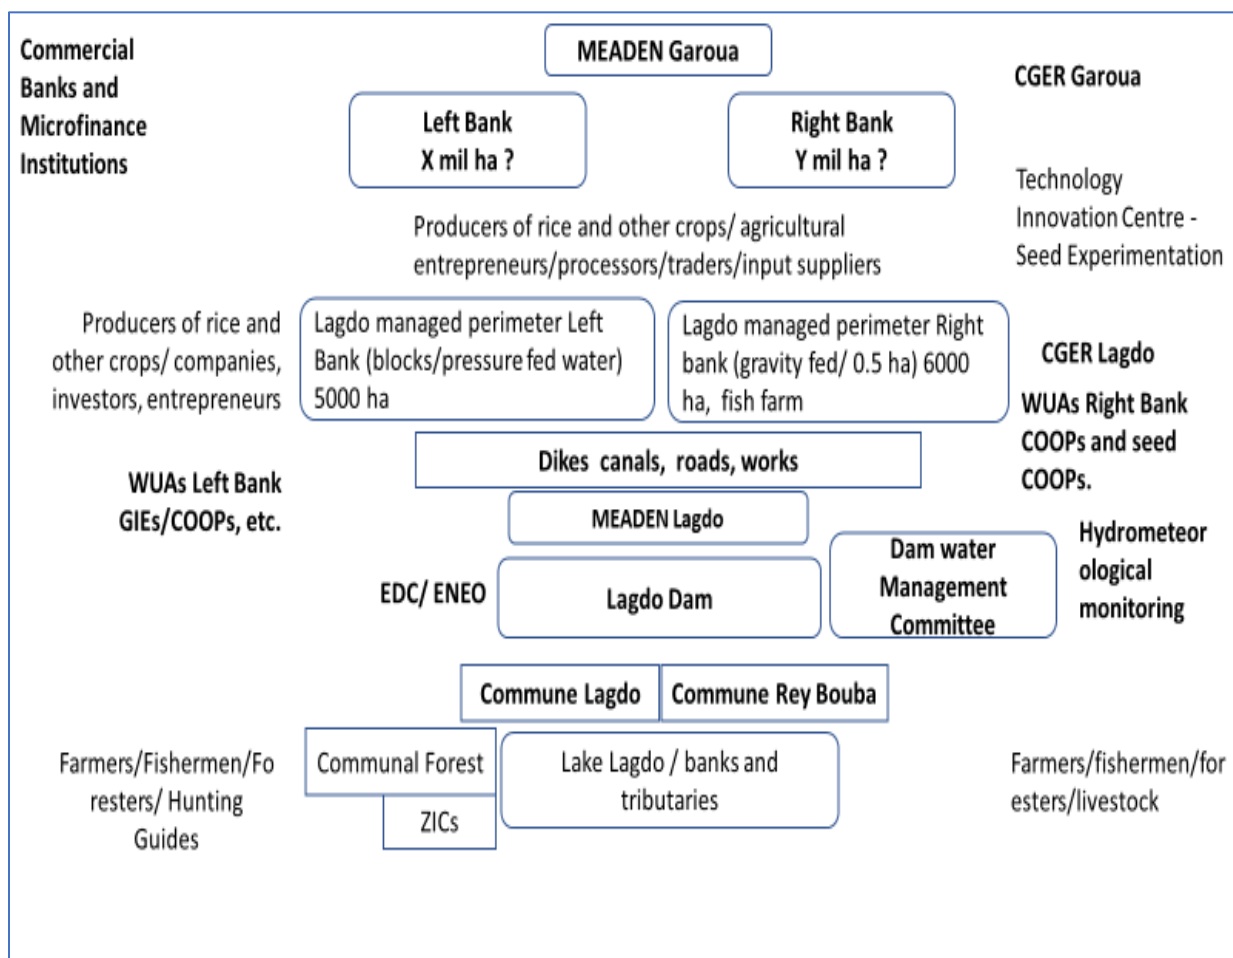 Commercial
Banks and
Microfinance
Institutions
MEADEN Garoua
CGER Garoua
Left Bank
X mil ha ?
Right Bank
Y mil ha ?
Technology
Innovation Centre -
Seed Experimentation
Producers of rice and other crops/ agricultural
entrepreneurs/processors/traders/input suppliers
Producers of rice and
other crops/ companies,
investors, entrepreneurs
Lagdo managed perimeter Left
Bank (blocks/pressure fed water)
5000 ha
Lagdo managed perimeter Right
bank (gravity fed/ 0.5 ha) 6000
ha, fish farm
CGER Lagdo
WUAs Right Bank
COOPs and seed
COOPs.
Dikes canals, roads, works
WUAs Left Bank
GIEs/COOPs, etc.
MEADEN Lagdo
EDC/ ENEO
Lagdo Dam
Dam water
Management
Committee
Hydrometeor
ological
monitoring
Commune Lagdo
Commune Rey Bouba
Farmers/Fishermen/Fo
resters/ Hunting
Guides
Communal Forest
ZICs
Lake Lagdo / banks and
tributaries
Farmers/fishermen/for
esters/livestock